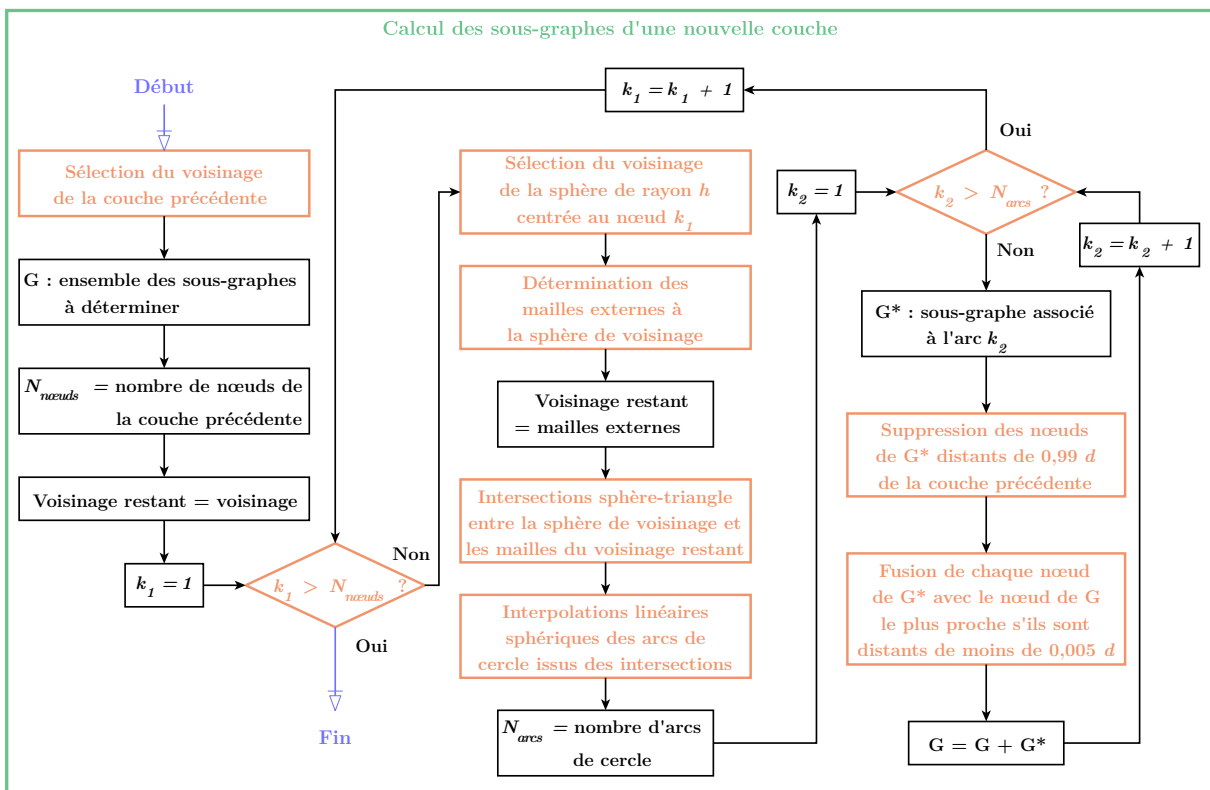 Calcul des sous-graphes d'une nouvelle couche
Début
Sélection du voisinage
de la couche précédente
G : ensemble des sous-graphes
à déterminer
N_nœuds = nombre de nœuds de
la couche précédente
Voisinage restant = voisinage
k_1 = 1
k_1 > N_nœuds ?
Non
Oui
Fin
Sélection du voisinage
de la sphère de rayon h
centrée au nœud k_1
Détermination des
mailles externes à
la sphère de voisinage
Voisinage restant
= mailles externes
Intersections sphère-triangle
entre la sphère de voisinage et
les mailles du voisinage restant
Interpolations linéaires
sphériques des arcs de
cercle issus des intersections
N_arcs = nombre d'arcs
de cercle
k_2 = 1
k_2 > N_arcs ?
Oui
k_1 = k_1 + 1
Non
G* : sous-graphe associé
à l'arc k_2
Suppression des nœuds
de G* distants de 0,99 d
de la couche précédente
Fusion de chaque nœud
de G* avec le nœud de G
le plus proche s'ils sont
distants de moins de 0,005 d
G = G + G*
k_2 = k_2 + 1